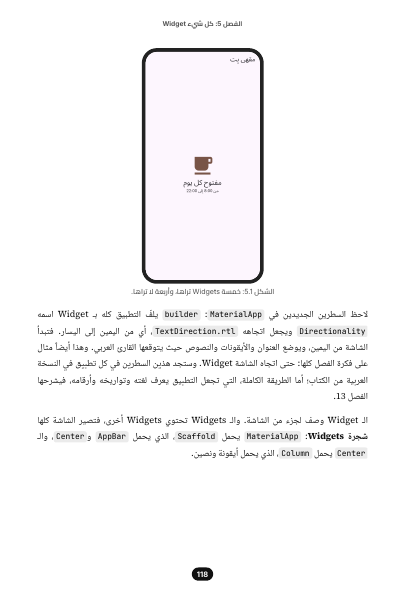 الفصل 5: كل شيء Widget
مقهى بِت
مفتوح كل يوم
من 8:00 إلى 22:00
الشكل 5.1: خمسة Widgets تراها، وأربعة لا تراها.
لاحظ السطرين الجديدين في MaterialApp: builder يلفّ التطبيق كله بـ Widget اسمه
Directionality ويجعل اتجاهه TextDirection.rtl، أي من اليمين إلى اليسار. فتبدأ
الشاشة من اليمين، ويوضع العنوان والأيقونات والنصوص حيث يتوقعها القارئ العربي. وهذا أيضاً مثال
على فكرة الفصل كلها: حتى اتجاه الشاشة Widget. وستجد هذين السطرين في كل تطبيق في النسخة
العربية من الكتاب؛ أما الطريقة الكاملة، التي تجعل التطبيق يعرف لغته وتواريخه وأرقامه، فيشرحها
الفصل 13.
الـ Widget وصف لجزء من الشاشة. والـ Widgets تحتوي Widgets أخرى، فتصير الشاشة كلها
شجرة Widgets: MaterialApp يحمل Scaffold، الذي يحمل AppBar و Center، والـ
Center يحمل Column، الذي يحمل أيقونة ونصين.
118